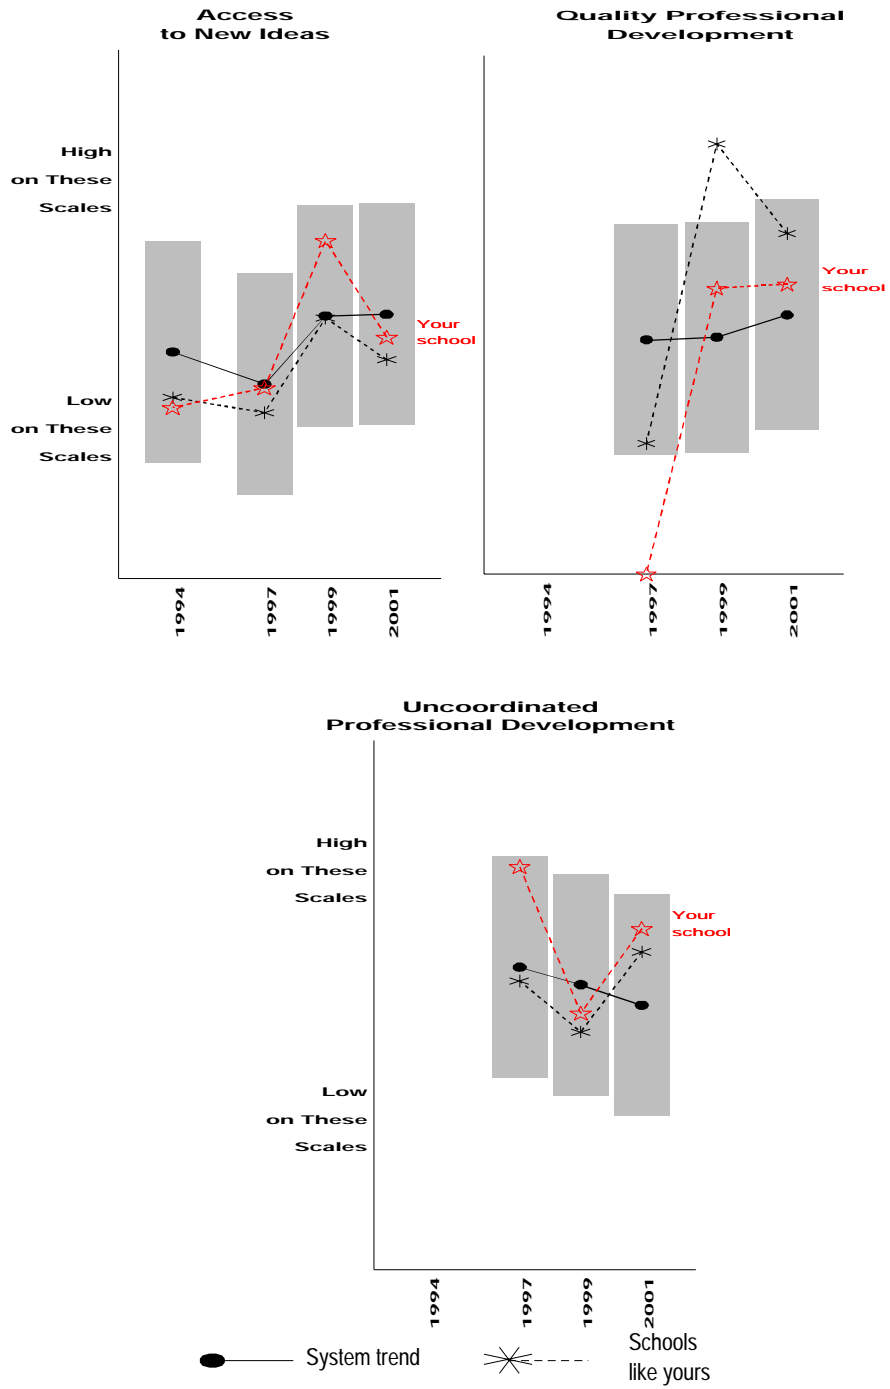 Access
to New Ideas
High
on These
Scales
Low
on These
Scales
Your
school
1994
1997
1999
2001
Quality Professional
Development
Your
school
1994
1997
1999
2001
Uncoordinated
Professional Development
High
on These
Scales
Low
on These
Scales
Your
school
1994
1997
1999
2001
System trend
Schools
like yours